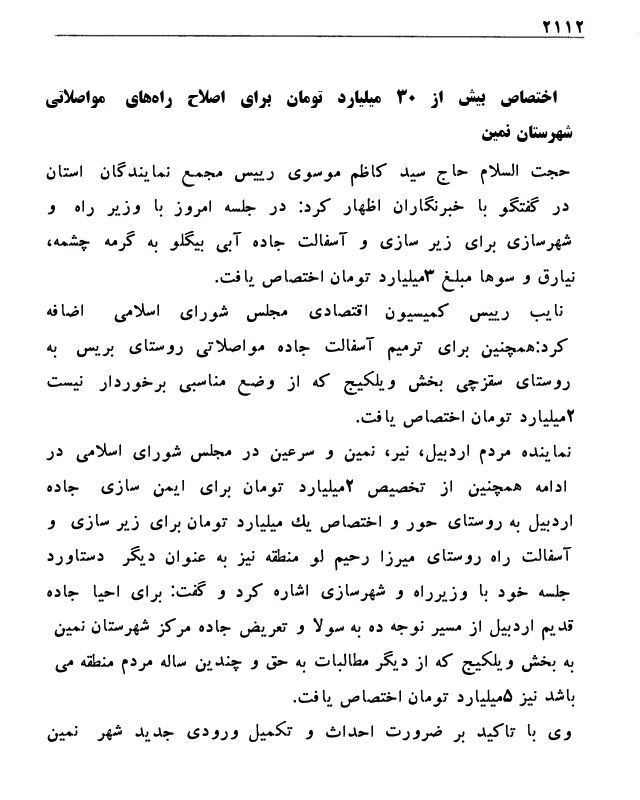 ۲۱۱۲
اختصاص بیش از ۳۰ میلیارد تومان برای اصلاح راه‌های مواصلاتی
شهرستان نمین
حجت السلام حاج سید کاظم موسوی رییس مجمع نمایندگان استان
در گفتگو با خبرنگاران اظهار کرد: در جلسه امروز با وزیر راه و
شهرسازی برای زیر سازی و آسفالت جاده آبی بیگلو به گرمه چشمه،
نیارق و سوها مبلغ ۳میلیارد تومان اختصاص یافت.
نایب رییس کمیسیون اقتصادی مجلس شورای اسلامی اضافه
کرد:همچنین برای ترمیم آسفالت جاده مواصلاتی روستای بریس به
روستای سقزچی بخش ویلکیج که از وضع مناسبی برخوردار نیست
۲میلیارد تومان اختصاص یافت.
نماینده مردم اردبیل، نیر، نمین و سرعین در مجلس شورای اسلامی در
ادامه همچنین از تخصیص ۲میلیارد تومان برای ایمن سازی جاده
اردبیل به روستای حور و اختصاص یك میلیارد تومان برای زیر سازی و
آسفالت راه روستای میرزا رحیم لو منطقه نیز به عنوان دیگر دستاورد
جلسه خود با وزیرراه و شهرسازی اشاره کرد و گفت: برای احیا جاده
قدیم اردبیل از مسیر نوجه ده به سولا و تعریض جاده مرکز شهرستان نمین
به بخش ویلکیج که از دیگر مطالبات به حق و چندین ساله مردم منطقه می
باشد نیز ۵میلیارد تومان اختصاص یافت.
وی با تاکید بر ضرورت احداث و تکمیل ورودی جدید شهر نمین